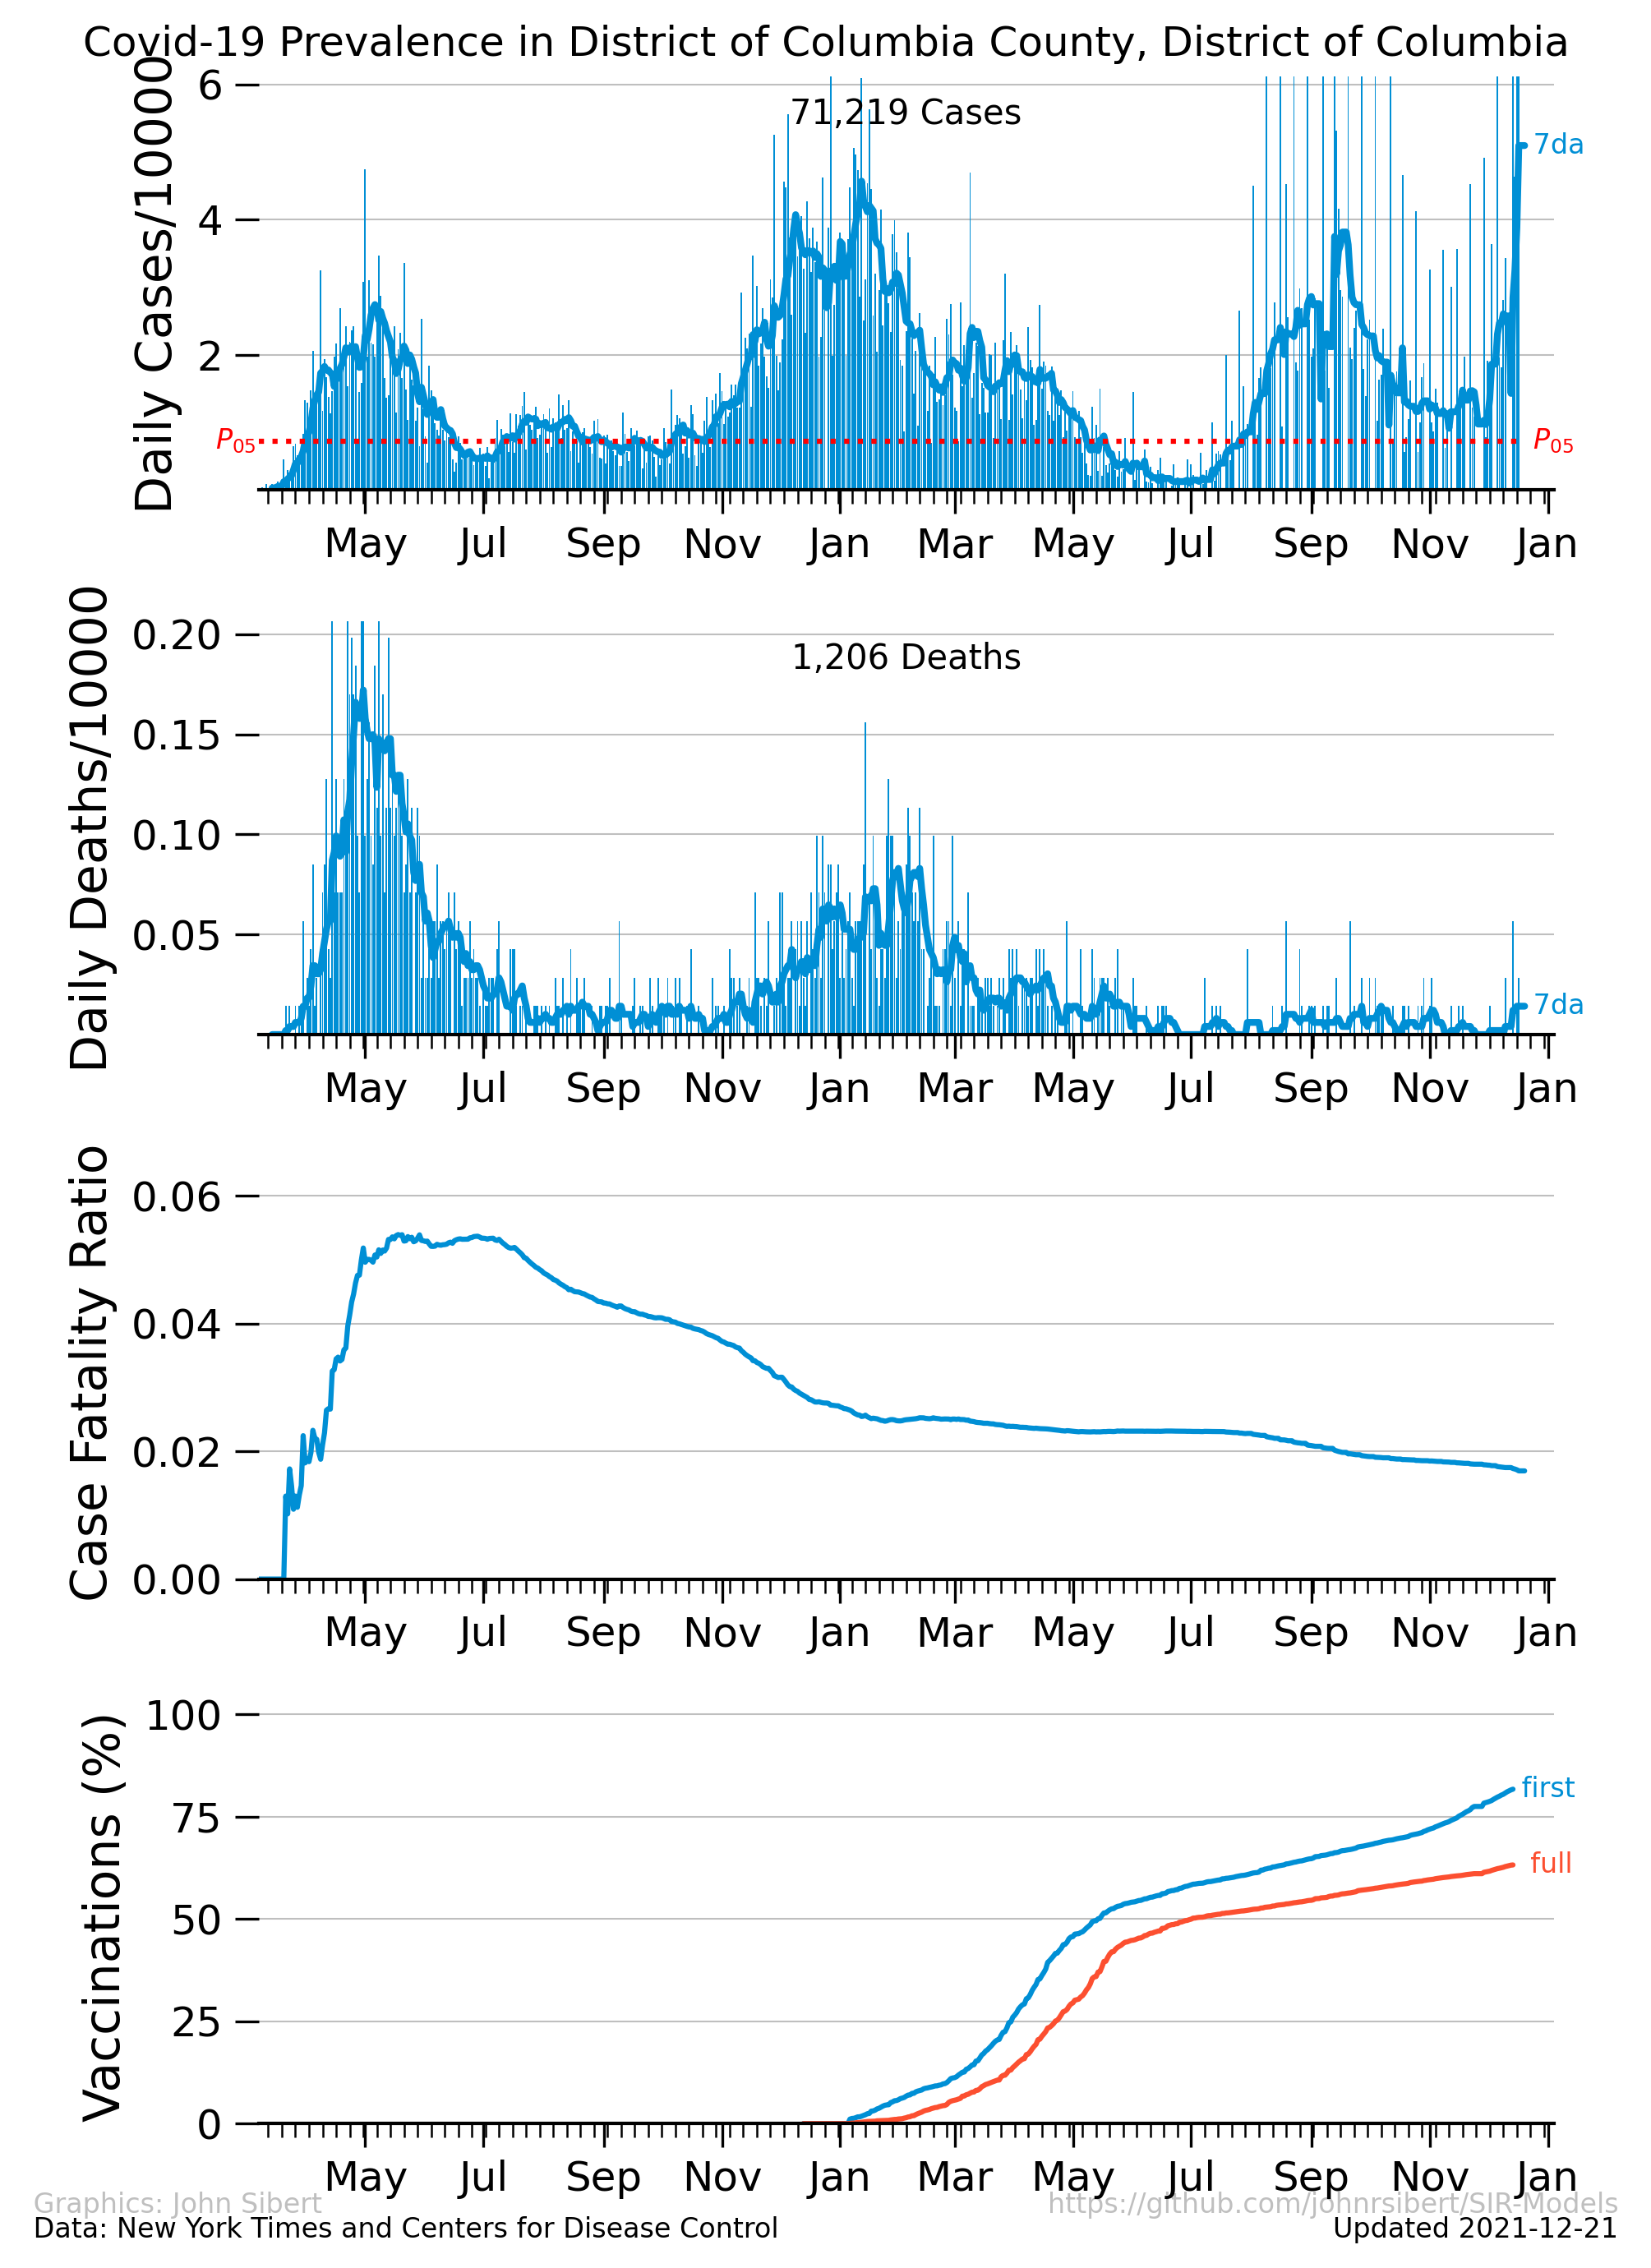 Covid-19 Prevalence in District of Columbia County, District of Columbia
Daily Cases/10000
6
4
2
71,219 Cases
7da
P05
P05
May Jul Sep Nov Jan Mar May Jul Sep Nov Jan
Daily Deaths/10000
0.20
0.15
0.10
0.05
1,206 Deaths
7da
May Jul Sep Nov Jan Mar May Jul Sep Nov Jan
Case Fatality Ratio
0.06
0.04
0.02
0.00
May Jul Sep Nov Jan Mar May Jul Sep Nov Jan
Vaccinations (%)
100
75
50
25
0
first
full
May Jul Sep Nov Jan Mar May Jul Sep Nov Jan
Graphics: John Sibert
https://github.com/johnrsibert/SIR-Models
Data: New York Times and Centers for Disease Control
Updated 2021-12-21